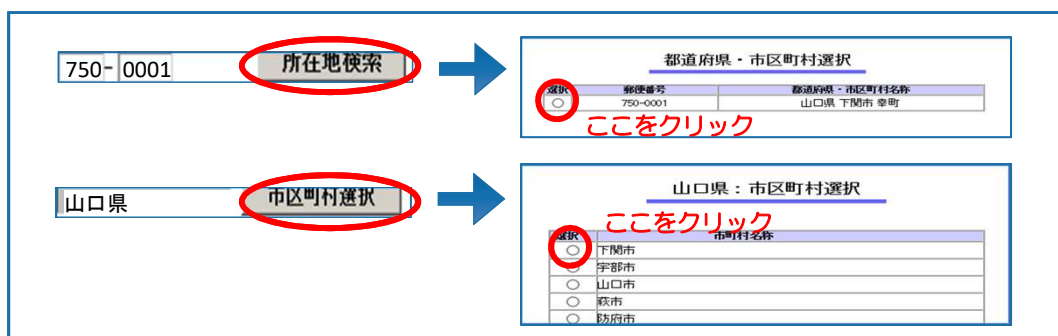 750- 0001 所在地検索
都道府県・市区町村選択
選択 郵便番号 都道府県・市区町村名称
750-0001 山口県 下関市 幸町
ここをクリック
山口県 市区町村選択
山口県：市区町村選択
ここをクリック
選択 市町村名称
下関市
宇部市
山口市
萩市
防府市